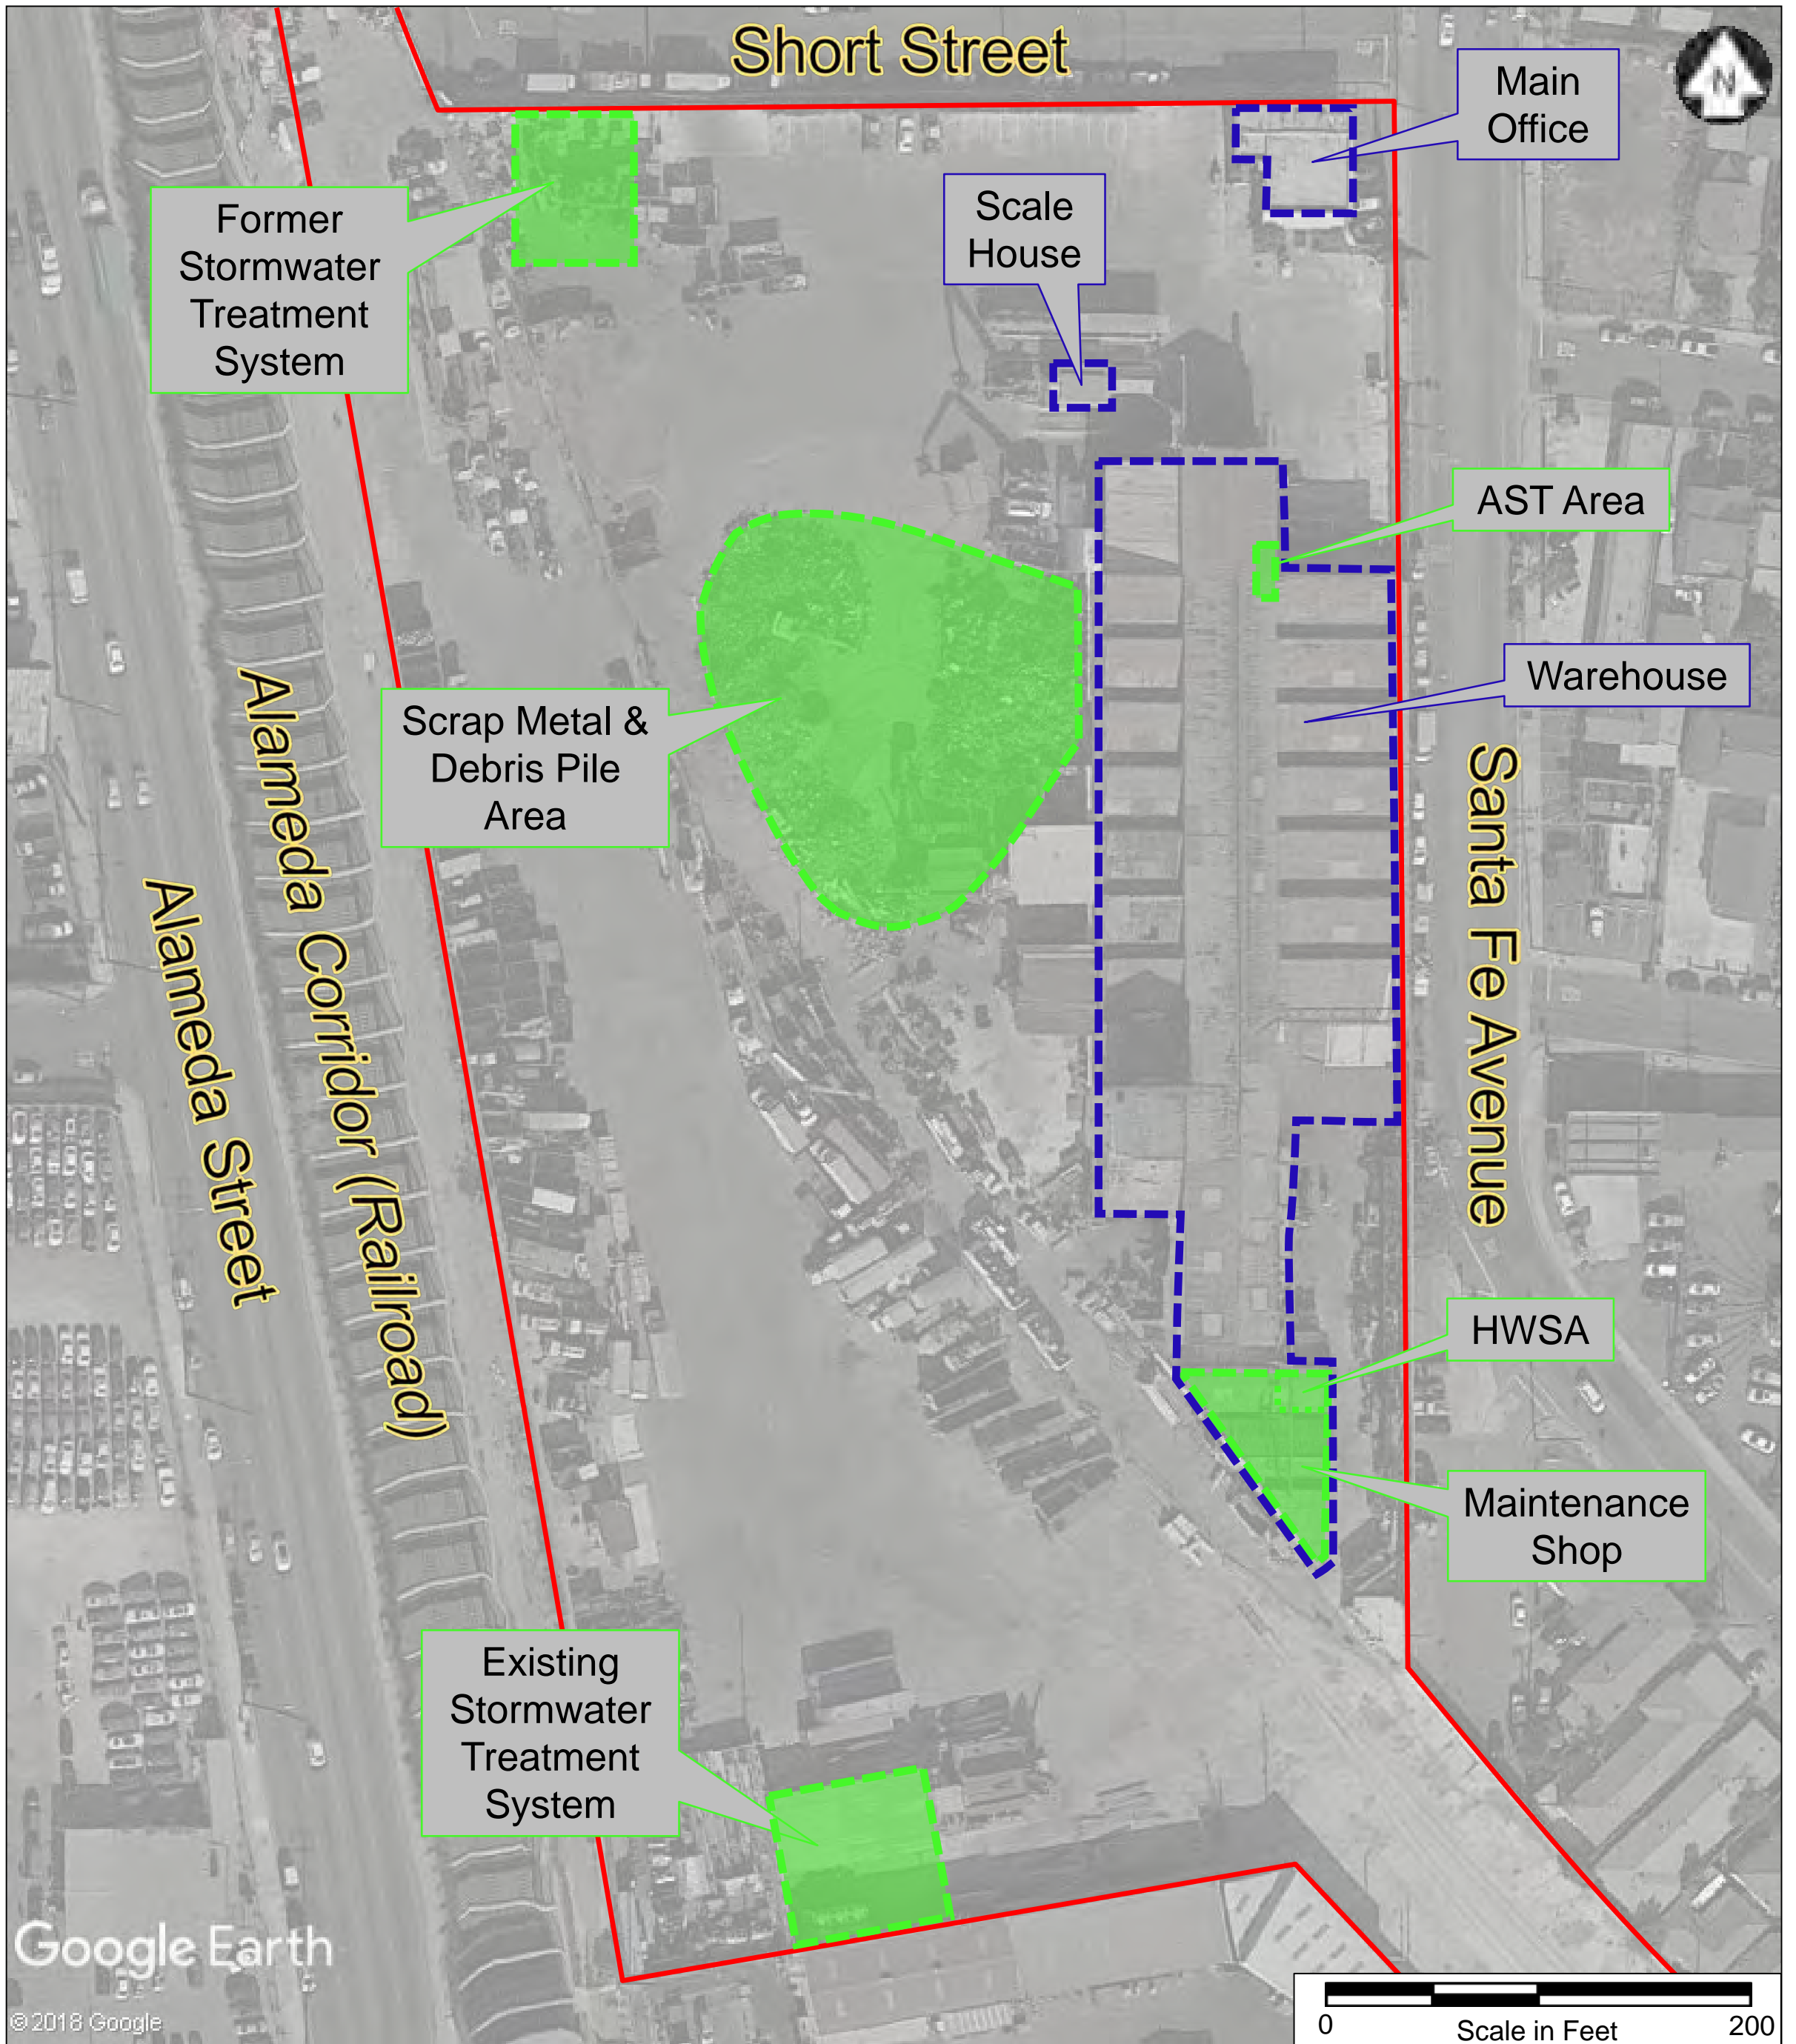 Short Street
Main
Office
N
Former
Stormwater
Treatment
System
Scale
House
AST Area
Warehouse
Scrap Metal &
Debris Pile
Area
Alameda Corridor (Railroad)
Alameda Street
Santa Fe Avenue
HWSA
Maintenance
Shop
Existing
Stormwater
Treatment
System
Google Earth
©2018 Google
0 200
Scale in Feet